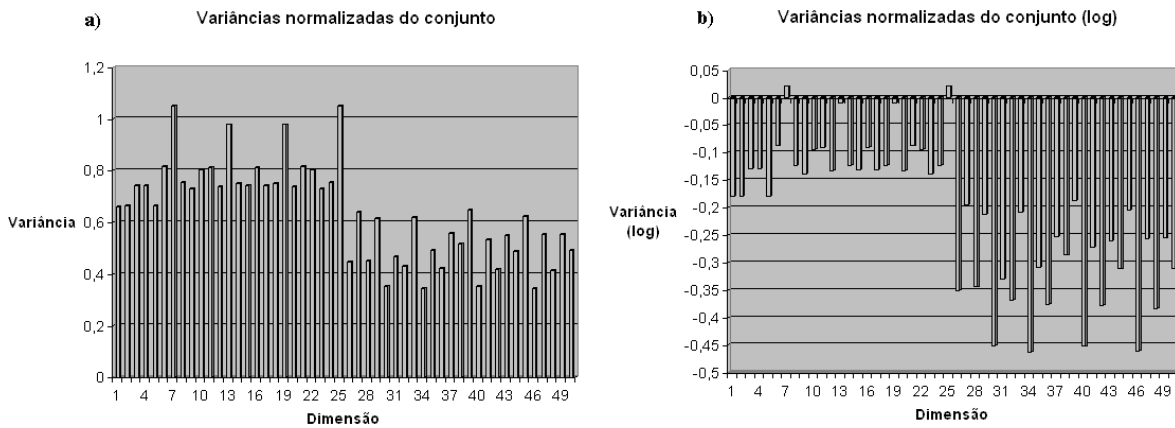 a)
Variâncias normalizadas do conjunto
1,2
1
0,8
0,6
0,4
0,2
0
Variância
1 4 7 10 13 16 19 22 25 28 31 34 37 40 43 46 49
Dimensão
b)
Variâncias normalizadas do conjunto (log)
0,05
0
-0,05
-0,1
-0,15
-0,2
-0,25
-0,3
-0,35
-0,4
-0,45
-0,5
Variância
(log)
1 4 7 10 13 16 19 22 25 28 31 34 37 40 43 46 49
Dimensão